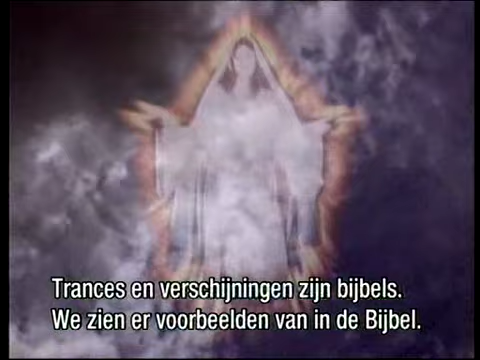 Trances en verschijningen zijn bijbels.
We zien er voorbeelden van in de Bijbel.